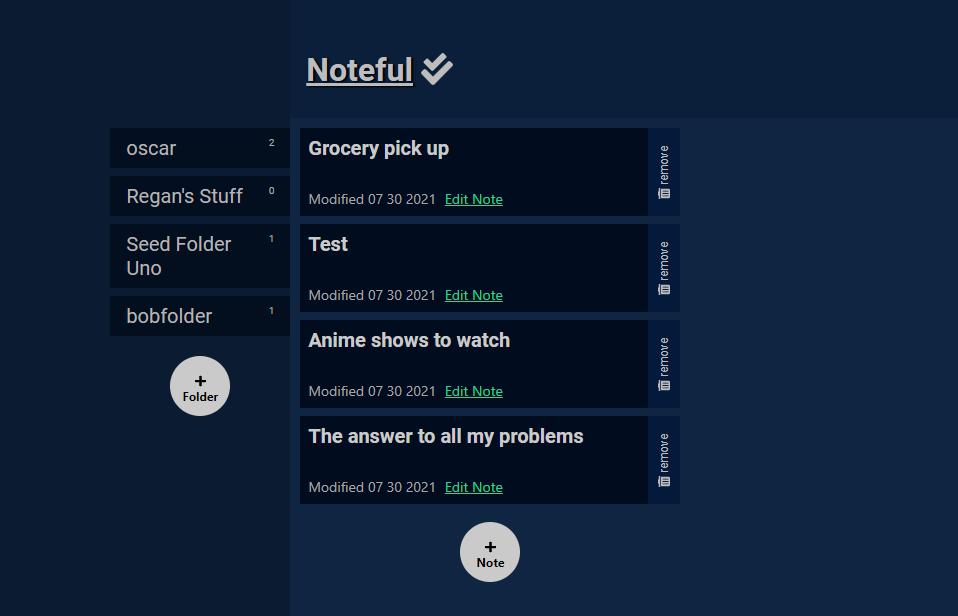 Noteful
oscar 2
Regan's Stuff 0
Seed Folder 1
Uno
bobfolder 1
+
Folder
Grocery pick up
Modified 07 30 2021 Edit Note
remove
Test
Modified 07 30 2021 Edit Note
remove
Anime shows to watch
Modified 07 30 2021 Edit Note
remove
The answer to all my problems
Modified 07 30 2021 Edit Note
remove
+
Note